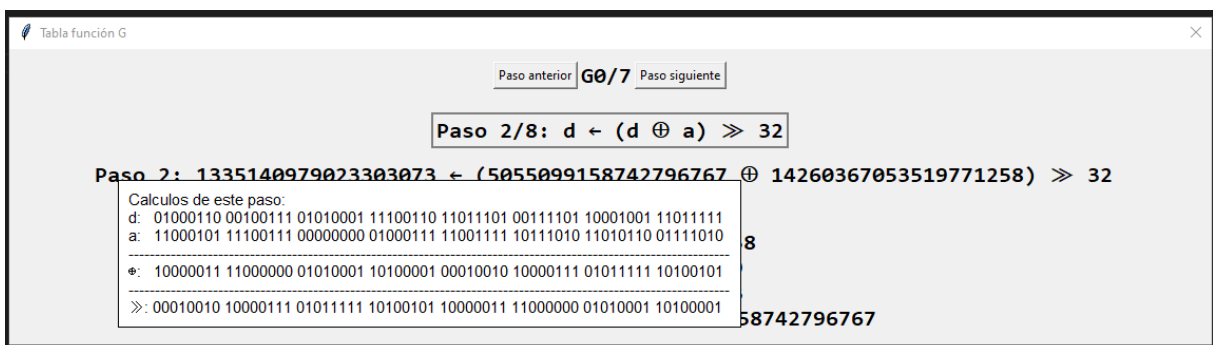 Tabla función G
Paso anterior G0/7 Paso siguiente
Paso 2/8: d ← (d ⊕ a) ≫ 32
Paso 2: 1335140979023303073 ← (5055099158742796767 ⊕ 14260367053519771258) ≫ 32
Calculos de este paso:
d: 01000110 00100111 01010001 11100110 11011101 00111101 10001001 11011111
a: 11000101 11100111 00000000 01000111 11001111 10111010 11010110 01111010
⊕: 10000011 11000000 01010001 10100001 00010010 10000111 01011111 10100101
≫: 00010010 10000111 01011111 10100101 10000011 11000000 01010001 10100001
8
58742796767